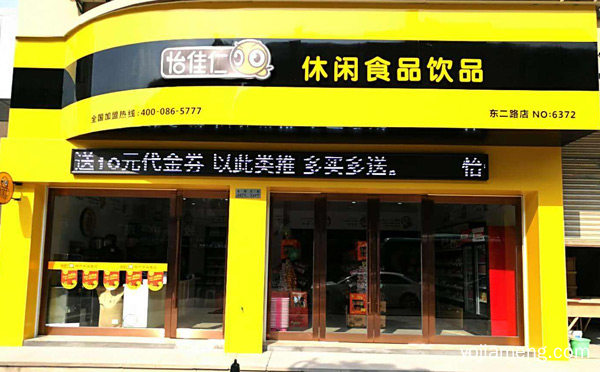 怡佳仁
休闲食品饮品
全国加盟热线:400-086-5777
东二路店 NO:6372
送10元代金券 以此类推 多买多送。 怡